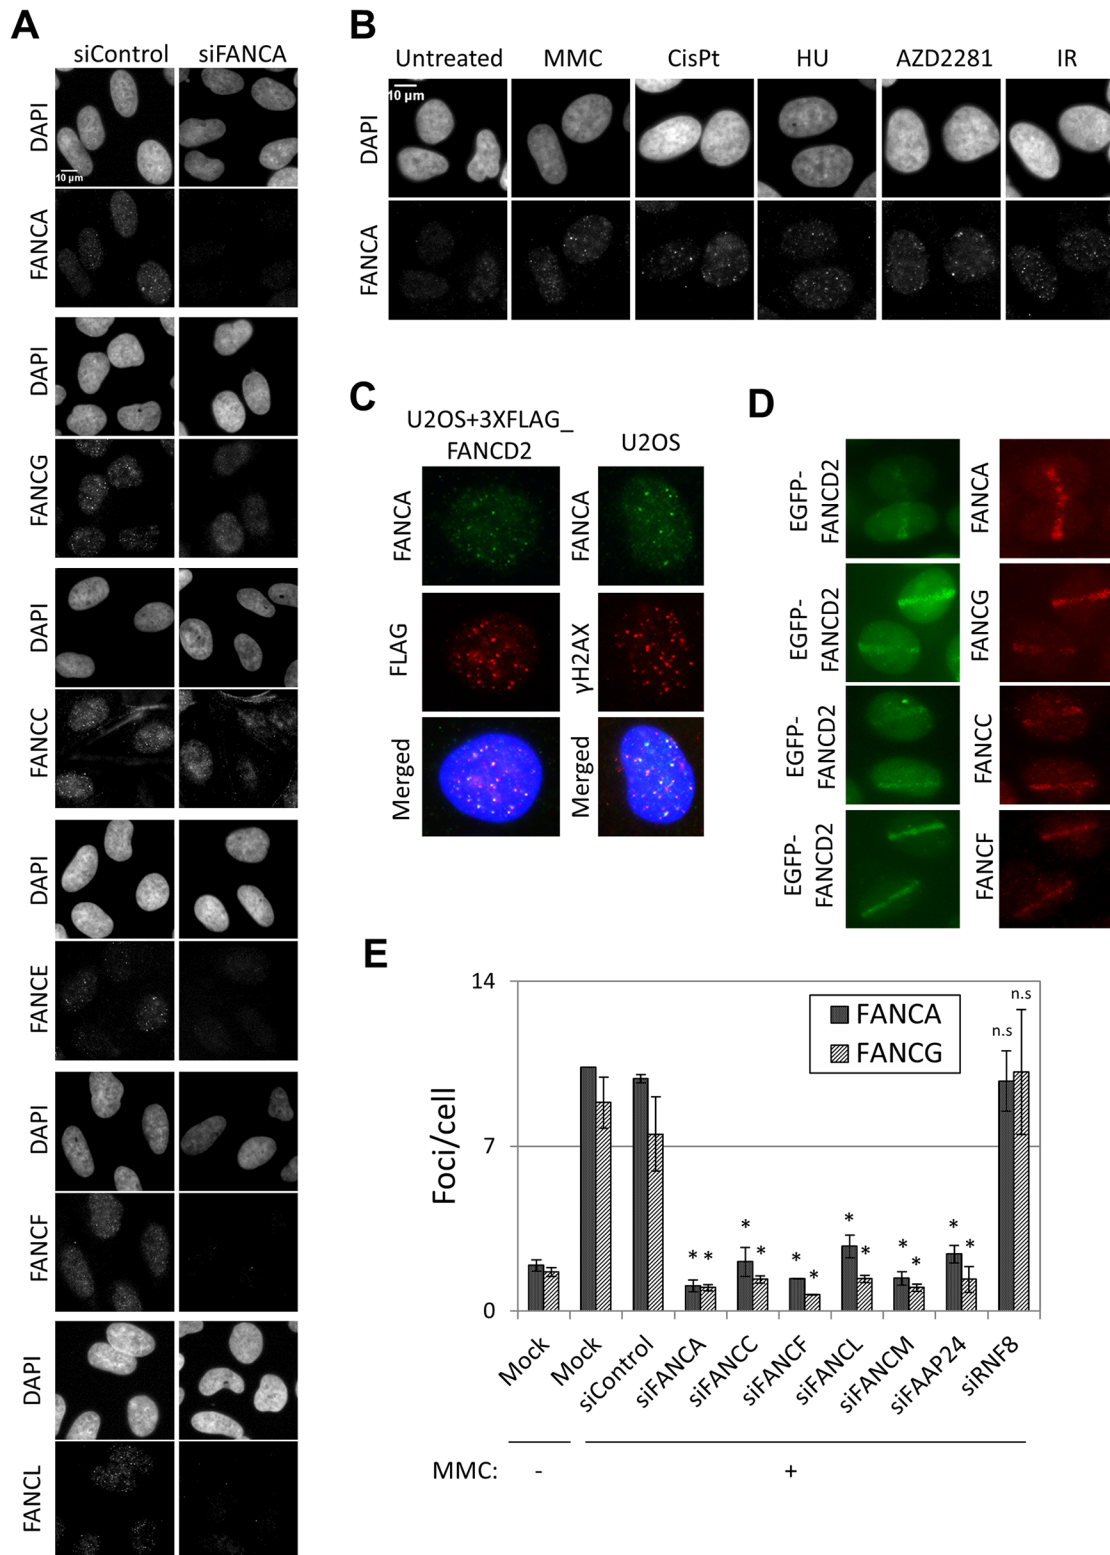 A
siControl
siFANCA
DAPI
10 µm
FANCA
DAPI
FANCG
DAPI
FANCC
DAPI
FANCE
DAPI
FANCF
DAPI
FANCL
B
Untreated
MMC
CisPt
HU
AZD2281
IR
DAPI
10 µm
FANCA
C
U2OS+3XFLAG_
FANCD2
U2OS
FANCA
FANCA
FLAG
γH2AX
Merged
Merged
D
EGFP-
FANCD2
FANCA
EGFP-
FANCD2
FANCG
EGFP-
FANCD2
FANCC
EGFP-
FANCD2
FANCF
E
Foci/cell
14
7
0
FANCA
FANCG
* *
* *
* *
* *
* *
* *
n.s
n.s
Mock
Mock
siControl
siFANCA
siFANCC
siFANCF
siFANCL
siFANCM
siFAAP24
siRNF8
MMC: - +